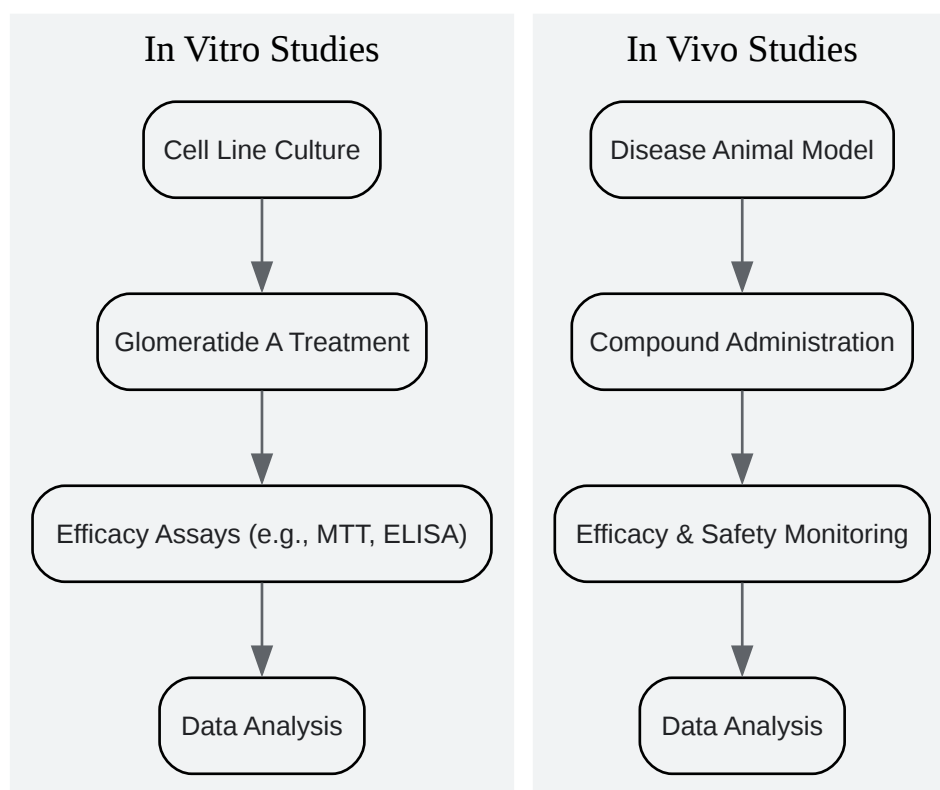 In Vitro Studies
Cell Line Culture
Glomeratide A Treatment
Efficacy Assays (e.g., MTT, ELISA)
Data Analysis
In Vivo Studies
Disease Animal Model
Compound Administration
Efficacy & Safety Monitoring
Data Analysis